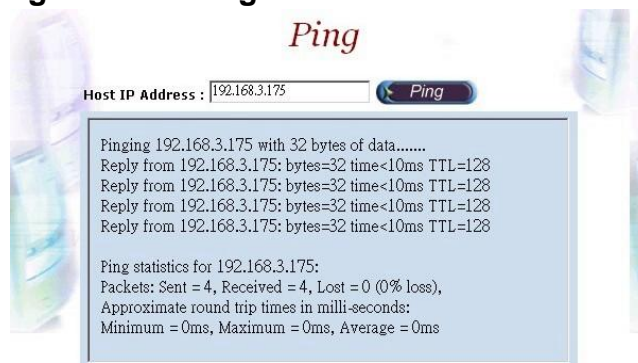 Ping
Host IP Address : 192.168.3.175 Ping
Pinging 192.168.3.175 with 32 bytes of data.......
Reply from 192.168.3.175: bytes=32 time<10ms TTL=128
Reply from 192.168.3.175: bytes=32 time<10ms TTL=128
Reply from 192.168.3.175: bytes=32 time<10ms TTL=128
Reply from 192.168.3.175: bytes=32 time<10ms TTL=128
Ping statistics for 192.168.3.175:
Packets: Sent = 4, Received = 4, Lost = 0 (0% loss),
Approximate round trip times in milli-seconds:
Minimum = 0ms, Maximum = 0ms, Average = 0ms